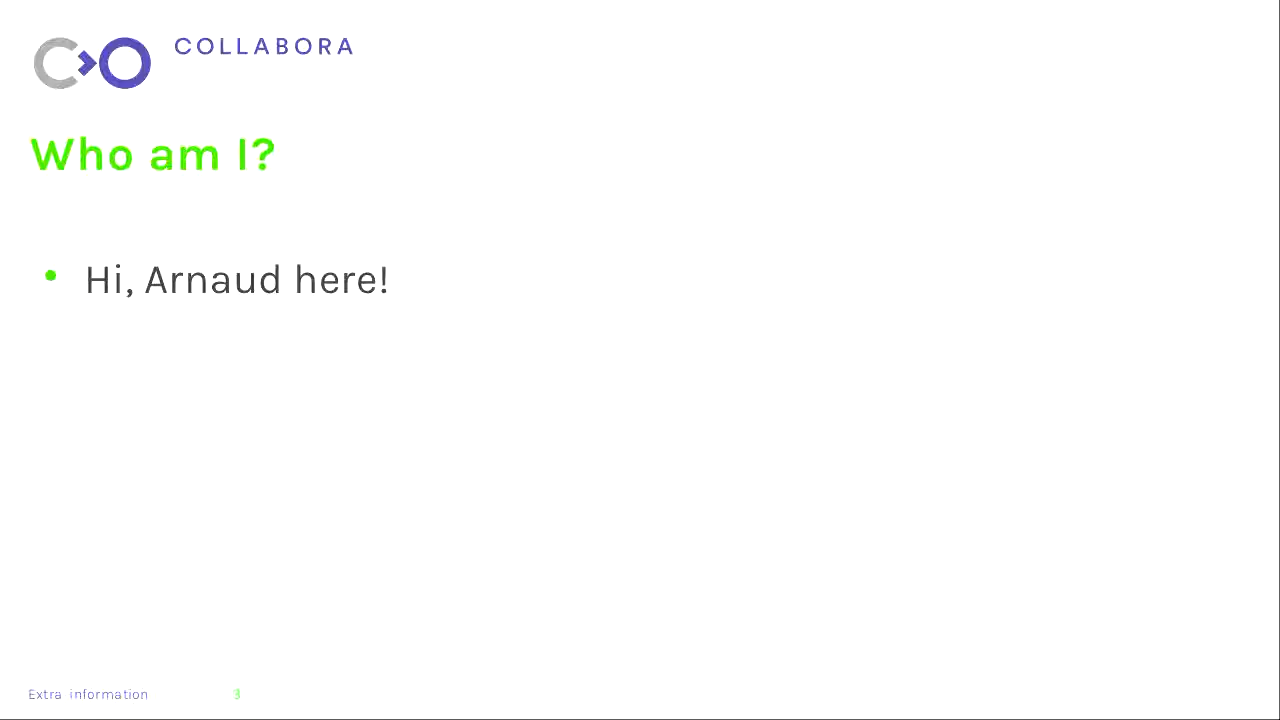 COLLABORA
Who am I?
• Hi, Arnaud here!
Extra information 3